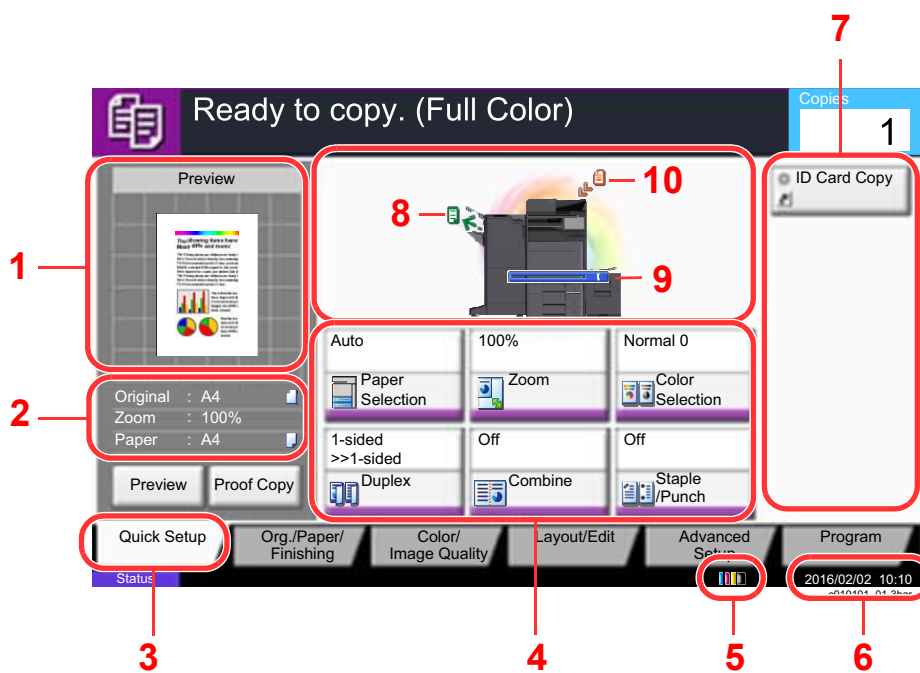 7
Ready to copy. (Full Color)
Copies
1
Preview
ID Card Copy
10
8
1
9
Auto
100%
Normal 0
Paper
Selection
Zoom
Color
Selection
2
Original : A4
Zoom : 100%
Paper : A4
1-sided
>>1-sided
Off
Off
Duplex
Combine
Staple
/Punch
Preview
Proof Copy
Quick Setup
Org./Paper/
Finishing
Color/
Image Quality
Layout/Edit
Advanced
Setup
Program
Status
2016/02/02 10:10
3
4
5
6